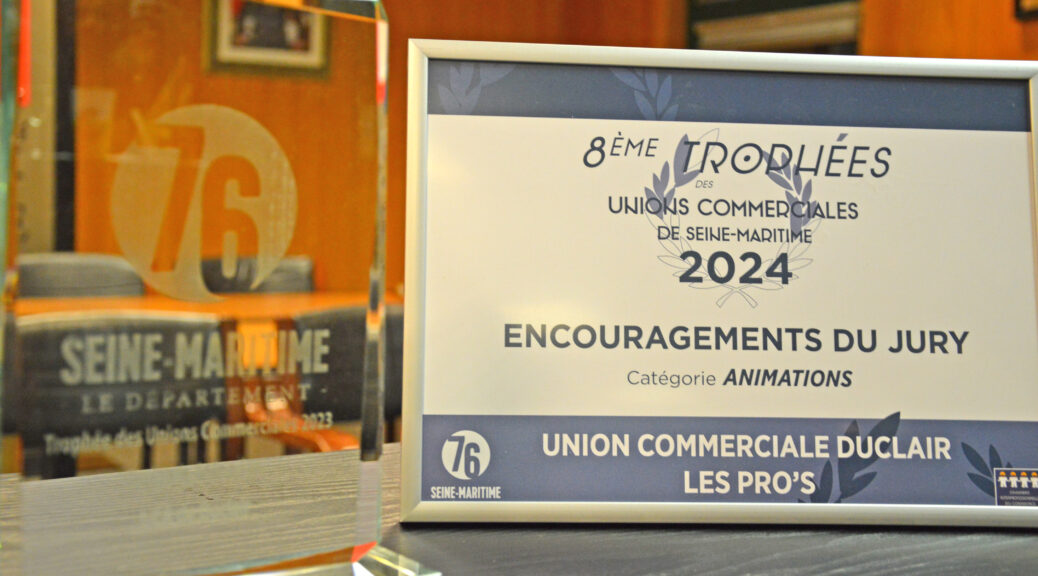 76
SEINE-MARITIME
LE DÉPARTEMENT
Trophée des Unions Commerciales 2023
8ÈME TROPHÉES
DES
UNIONS COMMERCIALES
DE SEINE-MARITIME
2024
ENCOURAGEMENTS DU JURY
Catégorie ANIMATIONS
76
SEINE-MARITIME
UNION COMMERCIALE DUCLAIR
LES PRO'S